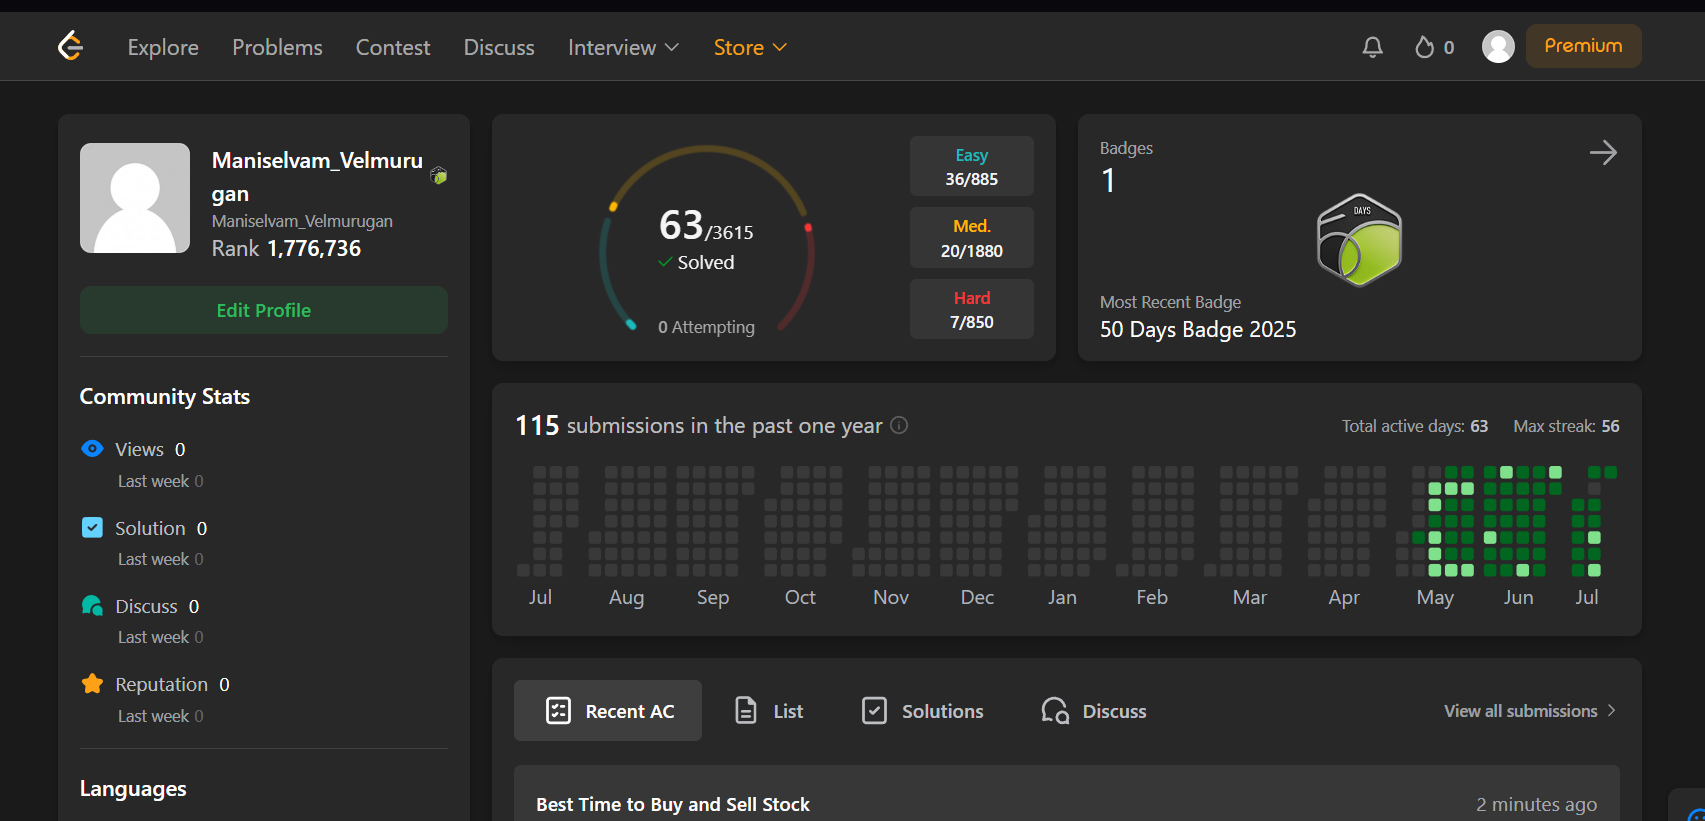 Explore Problems Contest Discuss Interview Store 0 Premium
Maniselvam_Velmuru
gan
Maniselvam_Velmurugan
Rank 1,776,736
Edit Profile
Community Stats
Views 0
Last week 0
Solution 0
Last week 0
Discuss 0
Last week 0
Reputation 0
Last week 0
Languages
63/3615
Solved
0 Attempting
Easy
36/885
Med.
20/1880
Hard
7/850
Badges
1
DAYS
Most Recent Badge
50 Days Badge 2025
115 submissions in the past one year Total active days: 63 Max streak: 56
Jul Aug Sep Oct Nov Dec Jan Feb Mar Apr May Jun Jul
Recent AC List Solutions Discuss View all submissions
Best Time to Buy and Sell Stock 2 minutes ago